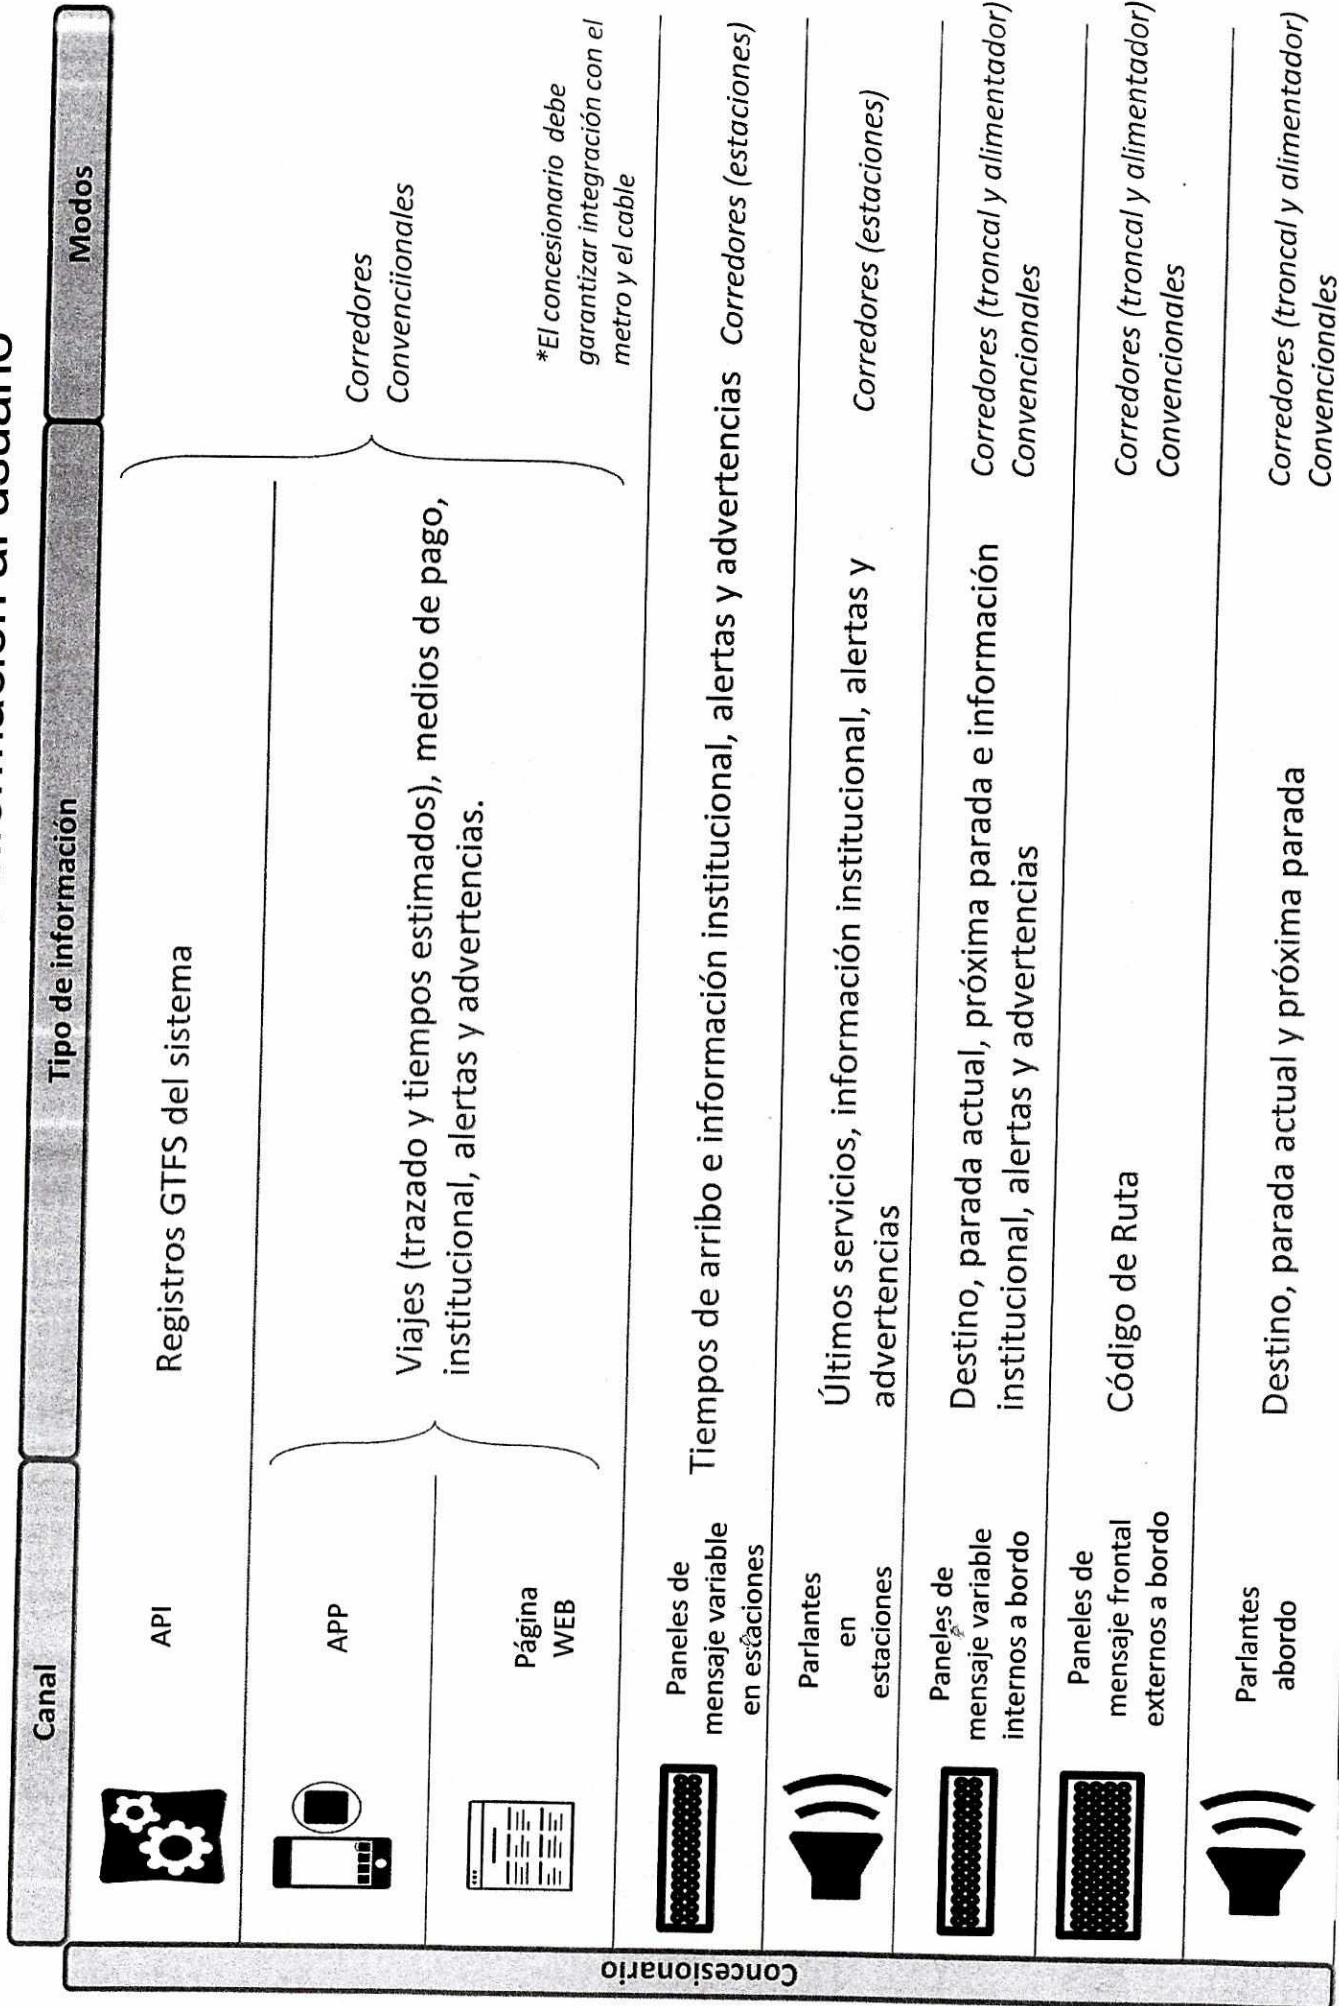 Canal
Tipo de información
Modos
Concesionario
API
Registros GTFS del sistema
APP
Página
WEB
Viajes (trazado y tiempos estimados), medios de pago,
institucional, alertas y advertencias.
Corredores
Convenciionales
*El concesionario debe
garantizar integración con el
metro y el cable
Paneles de
mensaje variable
en estaciones
Tiempos de arribo e información institucional, alertas y advertencias
Corredores (estaciones)
Parlantes
en
estaciones
Últimos servicios, información institucional, alertas y
advertencias
Corredores (estaciones)
Paneles de
mensaje variable
internos a bordo
Destino, parada actual, próxima parada e información
institucional, alertas y advertencias
Corredores (troncal y alimentador)
Convencionales
Paneles de
mensaje frontal
externos a bordo
Código de Ruta
Corredores (troncal y alimentador)
Convencionales
Parlantes
abordo
Destino, parada actual y próxima parada
Corredores (troncal y alimentador)
Convencionales